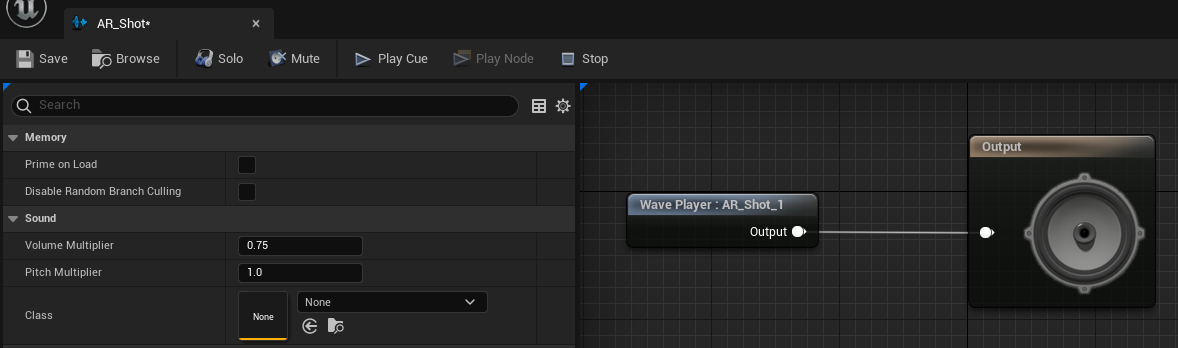 AR_Shot*
Save Browse Solo Mute Play Cue Play Node Stop
Search
Memory
Prime on Load
Disable Random Branch Culling
Sound
Volume Multiplier 0.75
Pitch Multiplier 1.0
Class None None
Wave Player : AR_Shot_1
Output
Output